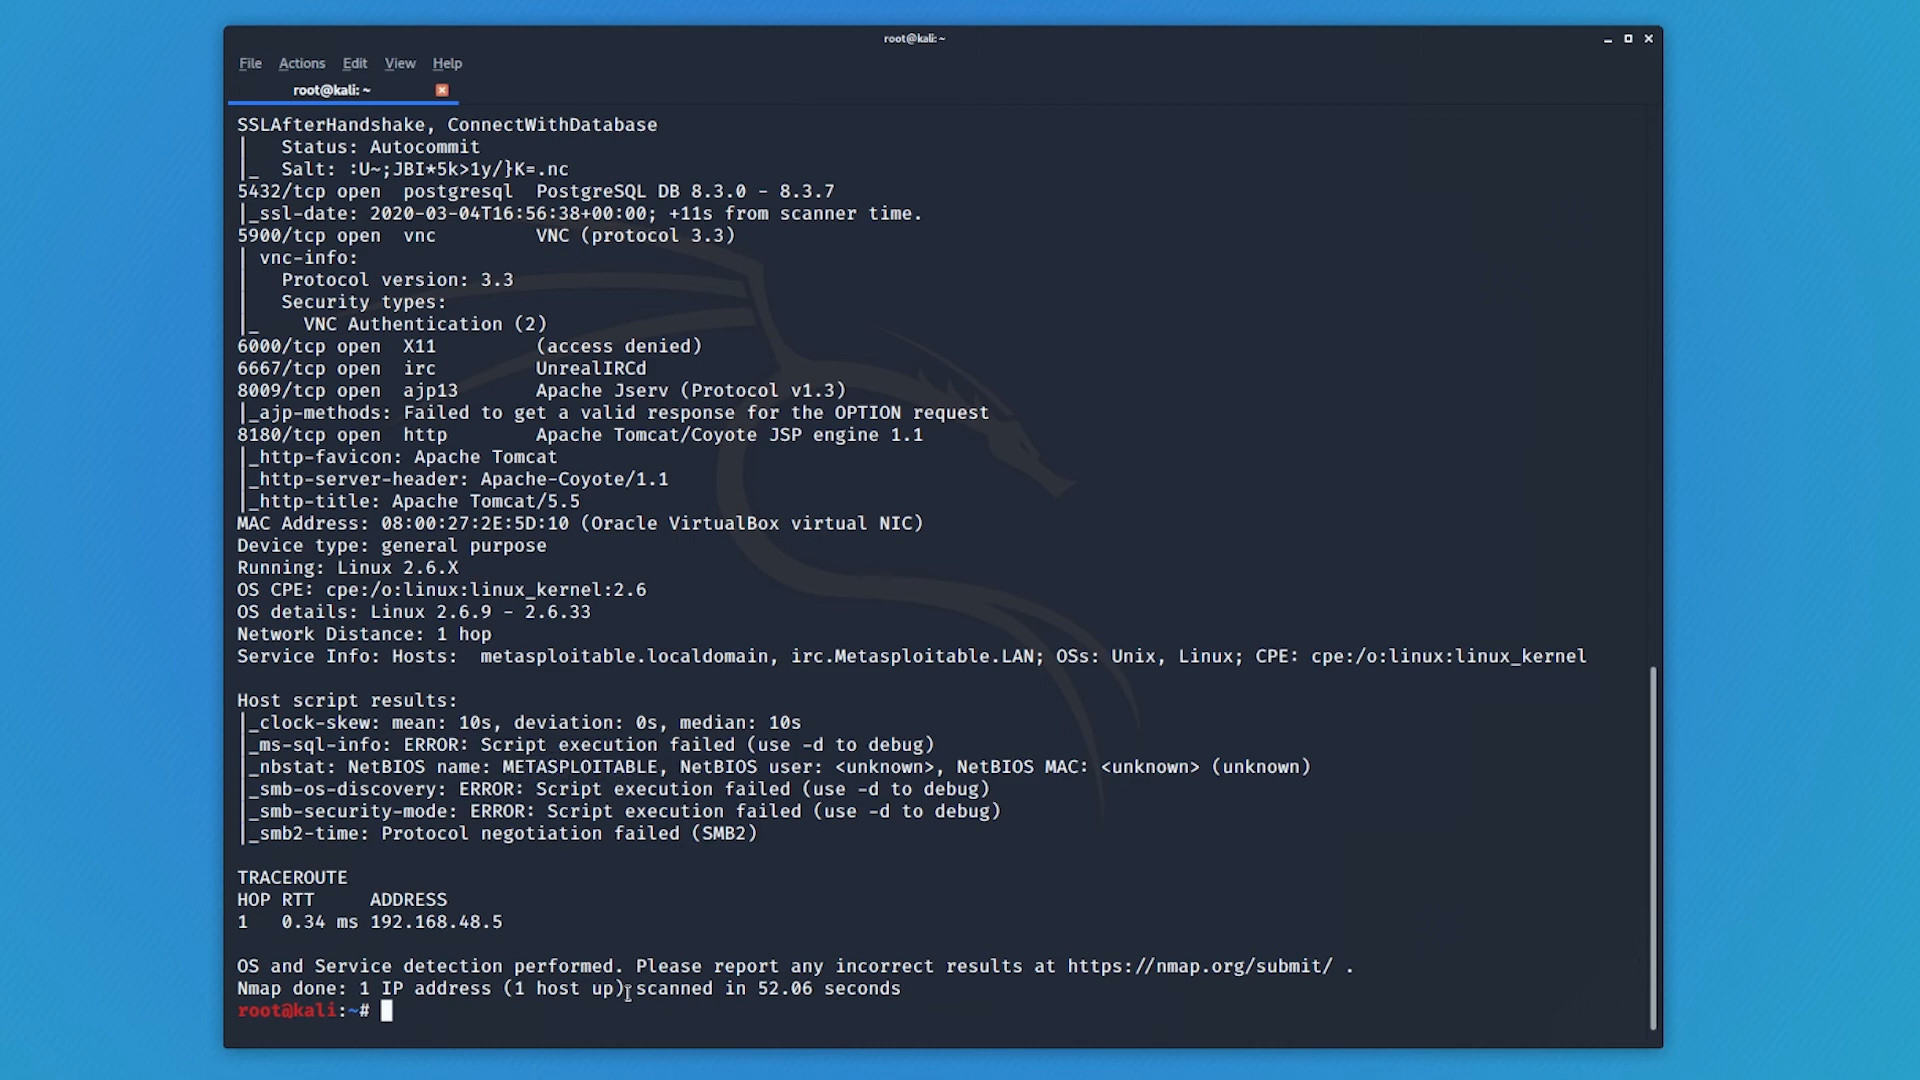 root@kali: ~
File Actions Edit View Help
root@kali: ~
SSLAfterHandshake, ConnectWithDatabase
|   Status: Autocommit
|_  Salt: :U~;JBI*5k>1y/}K=.nc
5432/tcp open  postgresql  PostgreSQL DB 8.3.0 - 8.3.7
|_ssl-date: 2020-03-04T16:56:38+00:00; +11s from scanner time.
5900/tcp open  vnc         VNC (protocol 3.3)
| vnc-info:
|   Protocol version: 3.3
|   Security types:
|_    VNC Authentication (2)
6000/tcp open  X11         (access denied)
6667/tcp open  irc         UnrealIRCd
8009/tcp open  ajp13       Apache Jserv (Protocol v1.3)
|_ajp-methods: Failed to get a valid response for the OPTION request
8180/tcp open  http        Apache Tomcat/Coyote JSP engine 1.1
|_http-favicon: Apache Tomcat
|_http-server-header: Apache-Coyote/1.1
|_http-title: Apache Tomcat/5.5
MAC Address: 08:00:27:2E:5D:10 (Oracle VirtualBox virtual NIC)
Device type: general purpose
Running: Linux 2.6.X
OS CPE: cpe:/o:linux:linux_kernel:2.6
OS details: Linux 2.6.9 - 2.6.33
Network Distance: 1 hop
Service Info: Hosts:  metasploitable.localdomain, irc.Metasploitable.LAN; OSs: Unix, Linux; CPE: cpe:/o:linux:linux_kernel
Host script results:
|_clock-skew: mean: 10s, deviation: 0s, median: 10s
|_ms-sql-info: ERROR: Script execution failed (use -d to debug)
|_nbstat: NetBIOS name: METASPLOITABLE, NetBIOS user: <unknown>, NetBIOS MAC: <unknown> (unknown)
|_smb-os-discovery: ERROR: Script execution failed (use -d to debug)
|_smb-security-mode: ERROR: Script execution failed (use -d to debug)
|_smb2-time: Protocol negotiation failed (SMB2)
TRACEROUTE
HOP RTT     ADDRESS
1   0.34 ms 192.168.48.5
OS and Service detection performed. Please report any incorrect results at https://nmap.org/submit/ .
Nmap done: 1 IP address (1 host up) scanned in 52.06 seconds
root@kali:~#